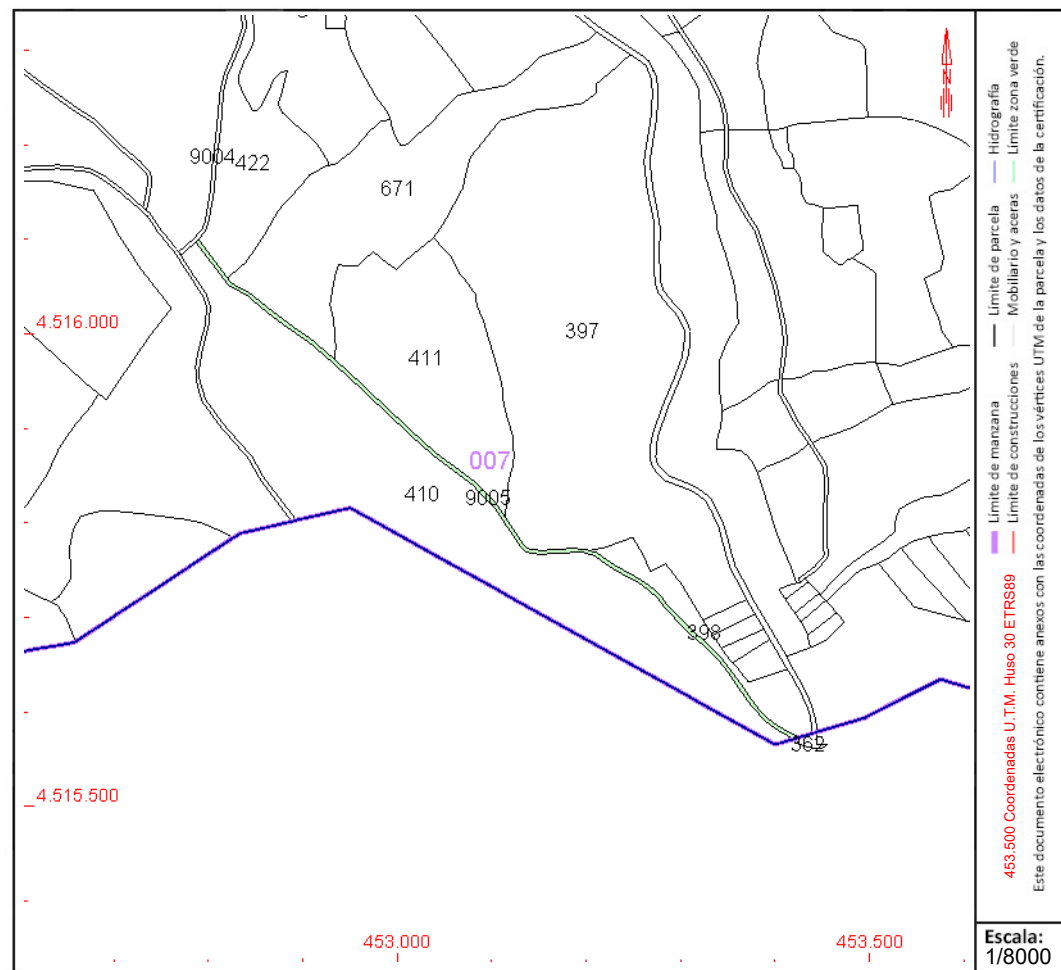 9004
422
671
4.516.000
397
411
007
410
9005
398
362
4.515.500
453.000
453.500
N
Límite de manzana
Límite de parcela
Hidrografía
Límite de construcciones
Mobiliario y aceras
Límite zona verde
453.500 Coordenadas U.T.M. Huso 30 ETRS89
Este documento electrónico contiene anexos con las coordenadas de los vértices UTM de la parcela y los datos de la certificación.
Escala:
1/8000